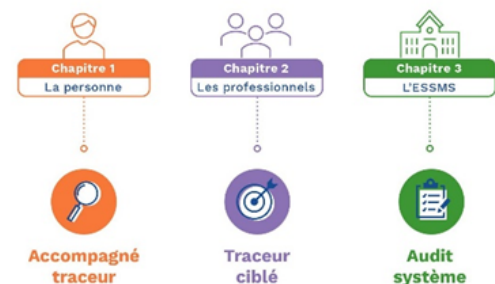 Chapitre 1
La personne
Chapitre 2
Les professionnels
Chapitre 3
L'ESSMS
Accompagné
traceur
Traceur
ciblé
Audit
système